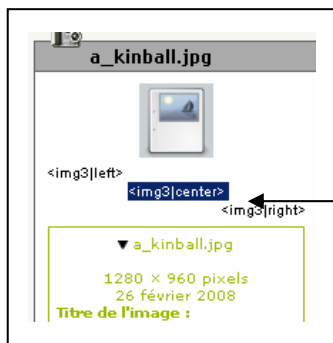 a_kinball.jpg
<img3|left>
<img3|center>
<img3|right>
▼ a_kinball.jpg
1280 × 960 pixels
26 février 2008
Titre de l'image :